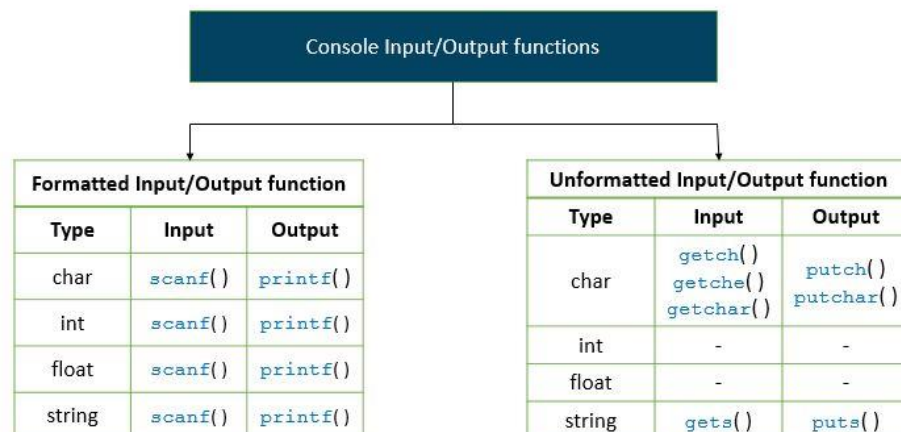 Console Input/Output functions
Formatted Input/Output function
Type Input Output
char scanf() printf()
int scanf() printf()
float scanf() printf()
string scanf() printf()
Unformatted Input/Output function
Type Input Output
char getch() getche() getchar() putch() putchar()
int - -
float - -
string gets() puts()